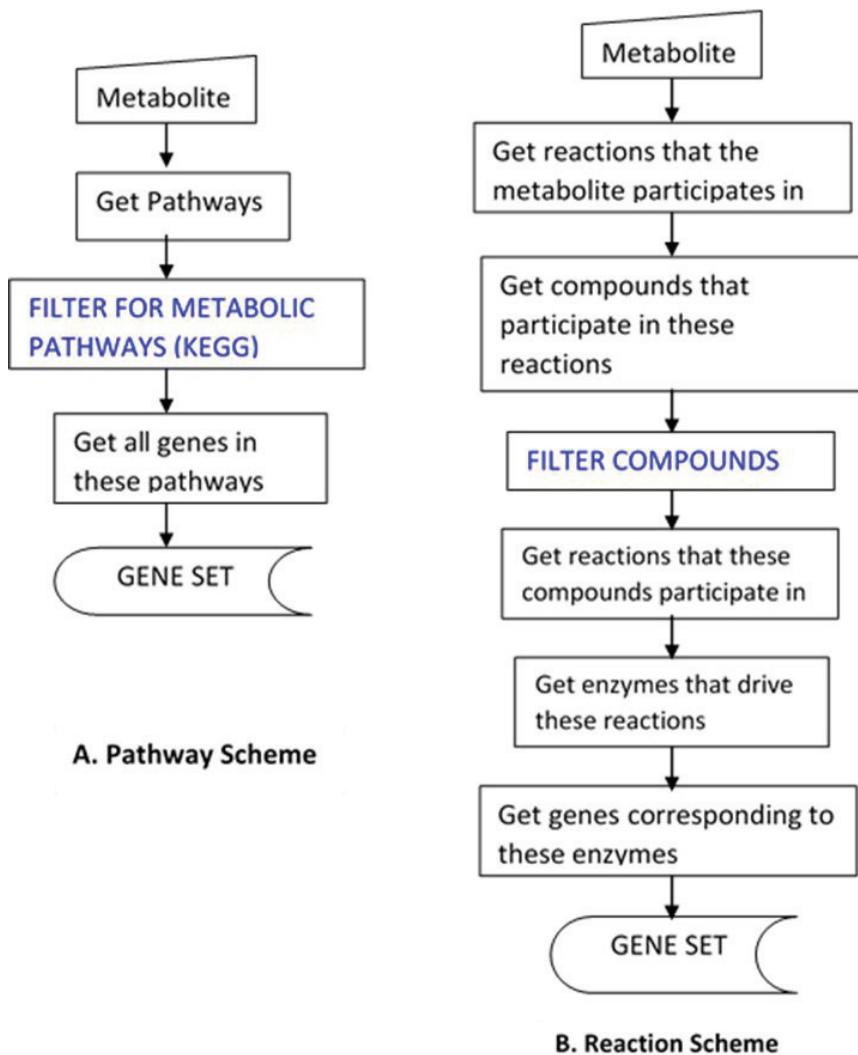 Metabolite
Get Pathways
FILTER FOR METABOLIC
PATHWAYS (KEGG)
Get all genes in
these pathways
GENE SET
A. Pathway Scheme
Metabolite
Get reactions that the
metabolite participates in
Get compounds that
participate in these
reactions
FILTER COMPOUNDS
Get reactions that these
compounds participate in
Get enzymes that drive
these reactions
Get genes corresponding to
these enzymes
GENE SET
B. Reaction Scheme